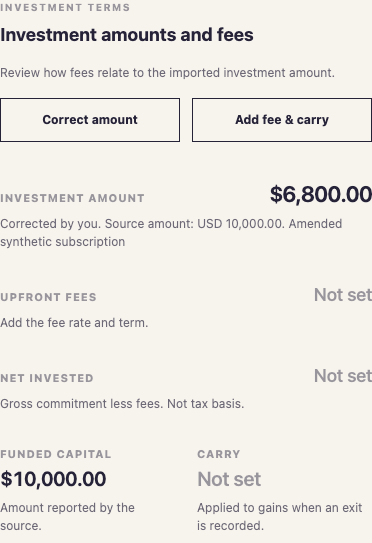 INVESTMENT TERMS
Investment amounts and fees
Review how fees relate to the imported investment amount.
Correct amount
Add fee & carry
INVESTMENT AMOUNT
$6,800.00
Corrected by you. Source amount: USD 10,000.00. Amended
synthetic subscription
UPFRONT FEES
Not set
Add the fee rate and term.
NET INVESTED
Not set
Gross commitment less fees. Not tax basis.
FUNDED CAPITAL
$10,000.00
Amount reported by the
source.
CARRY
Not set
Applied to gains when an exit
is recorded.